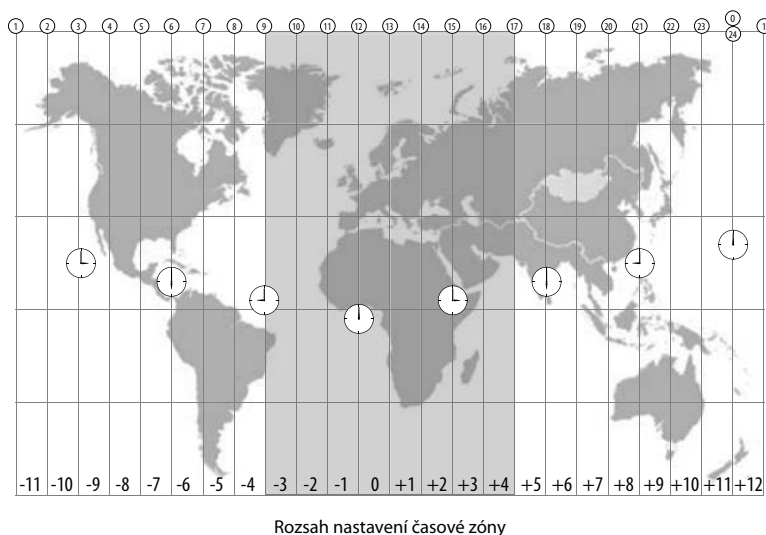 1 2 3 4 5 6 7 8 9 10 11 12 13 14 15 16 17 18 19 20 21 22 23 0 24 1
-11 -10 -9 -8 -7 -6 -5 -4 -3 -2 -1 0 +1 +2 +3 +4 +5 +6 +7 +8 +9 +10 +11 +12
Rozsah nastavení časové zóny